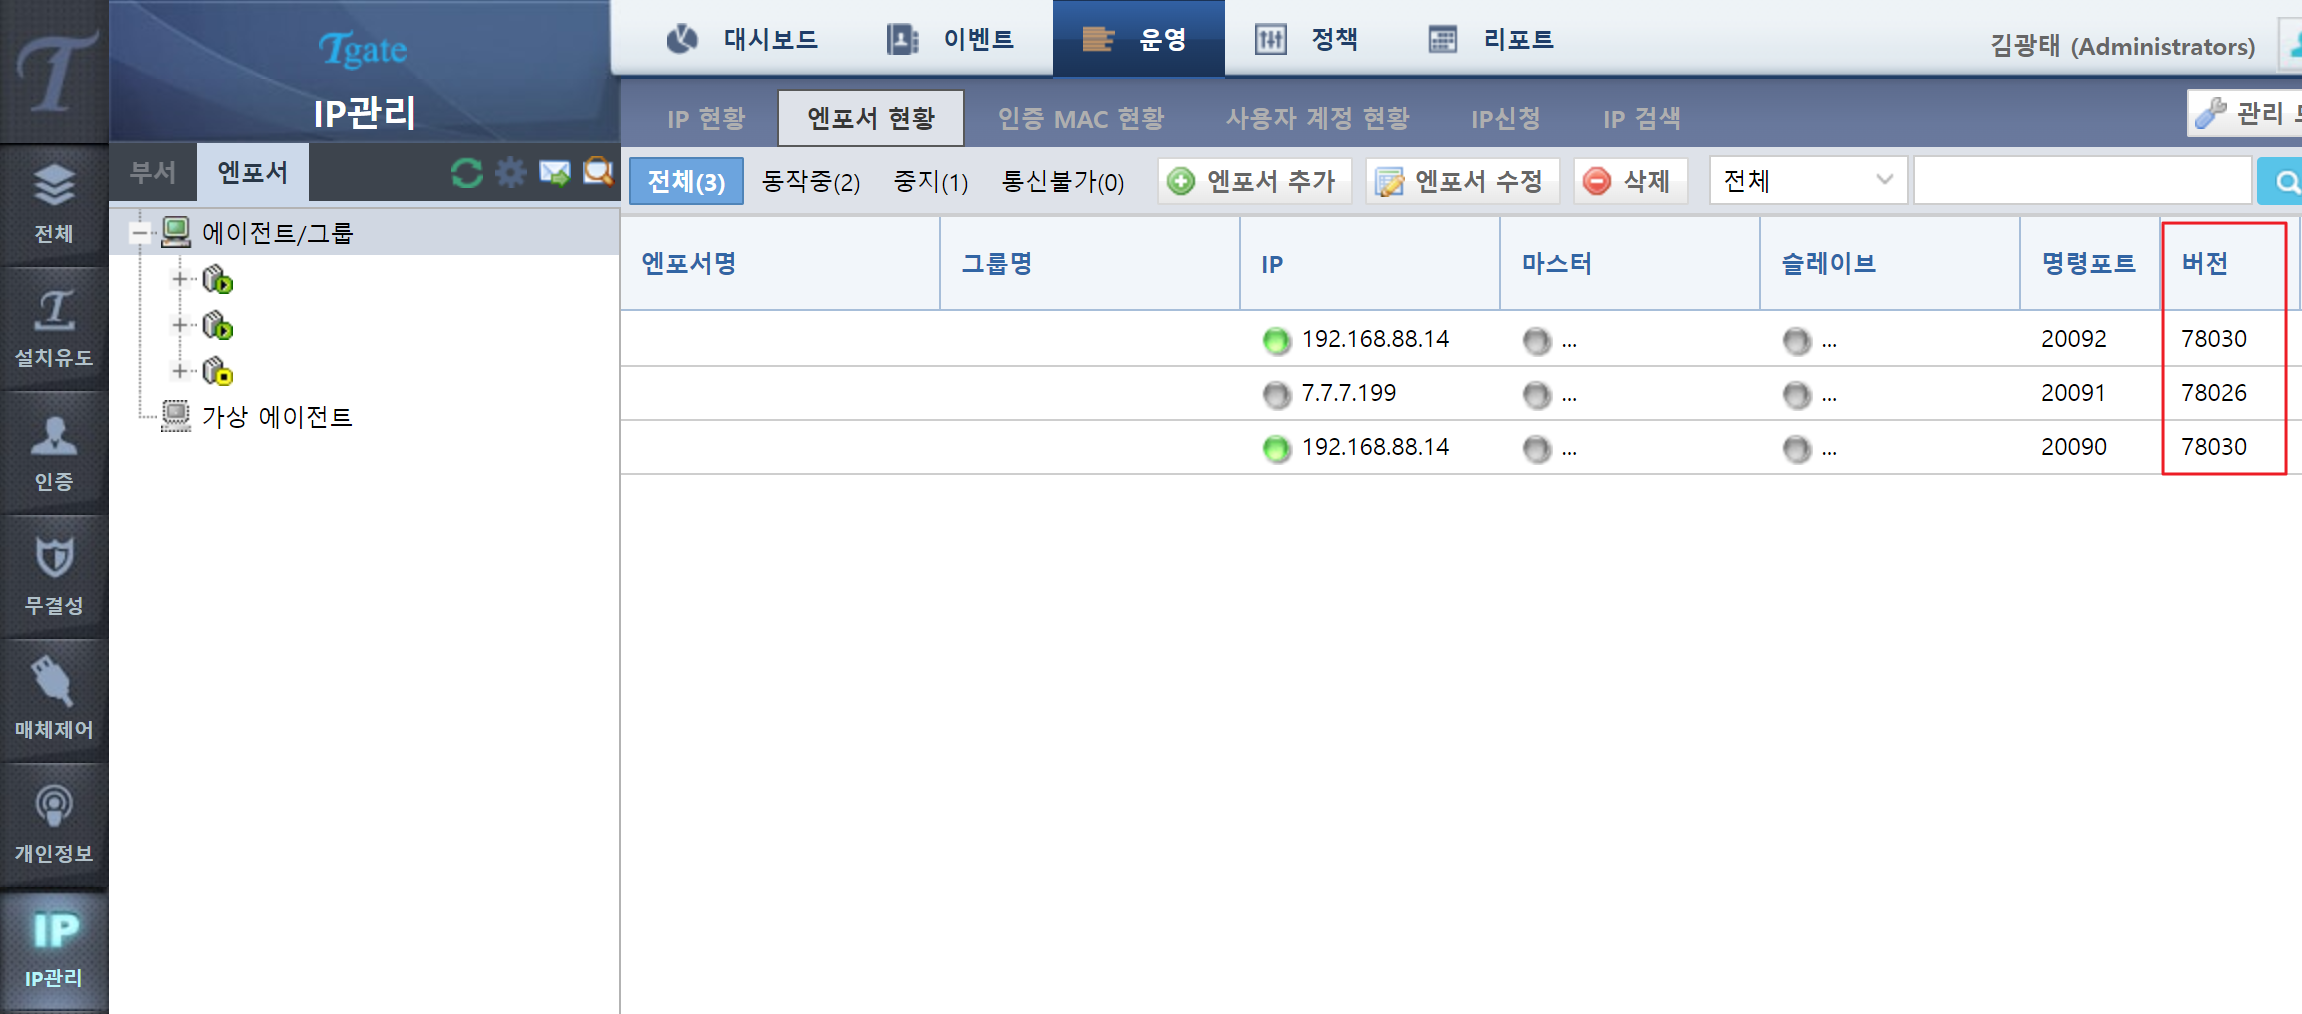 T
Tgate
IP관리
대시보드 이벤트 운영 정책 리포트
김광태 (Administrators)
IP 현황 엔포서 현황 인증 MAC 현황 사용자 계정 현황 IP신청 IP 검색
관리
부서 엔포서
전체(3) 동작중(2) 중지(1) 통신불가(0) 엔포서 추가 엔포서 수정 삭제 전체
전체
설치유도
인증
무결성
매체제어
개인정보
IP
IP관리
에이전트/그룹
가상 에이전트
엔포서명 그룹명 IP 마스터 슬레이브 명령포트 버전
192.168.88.14 ... ... 20092 78030
7.7.7.199 ... ... 20091 78026
192.168.88.14 ... ... 20090 78030